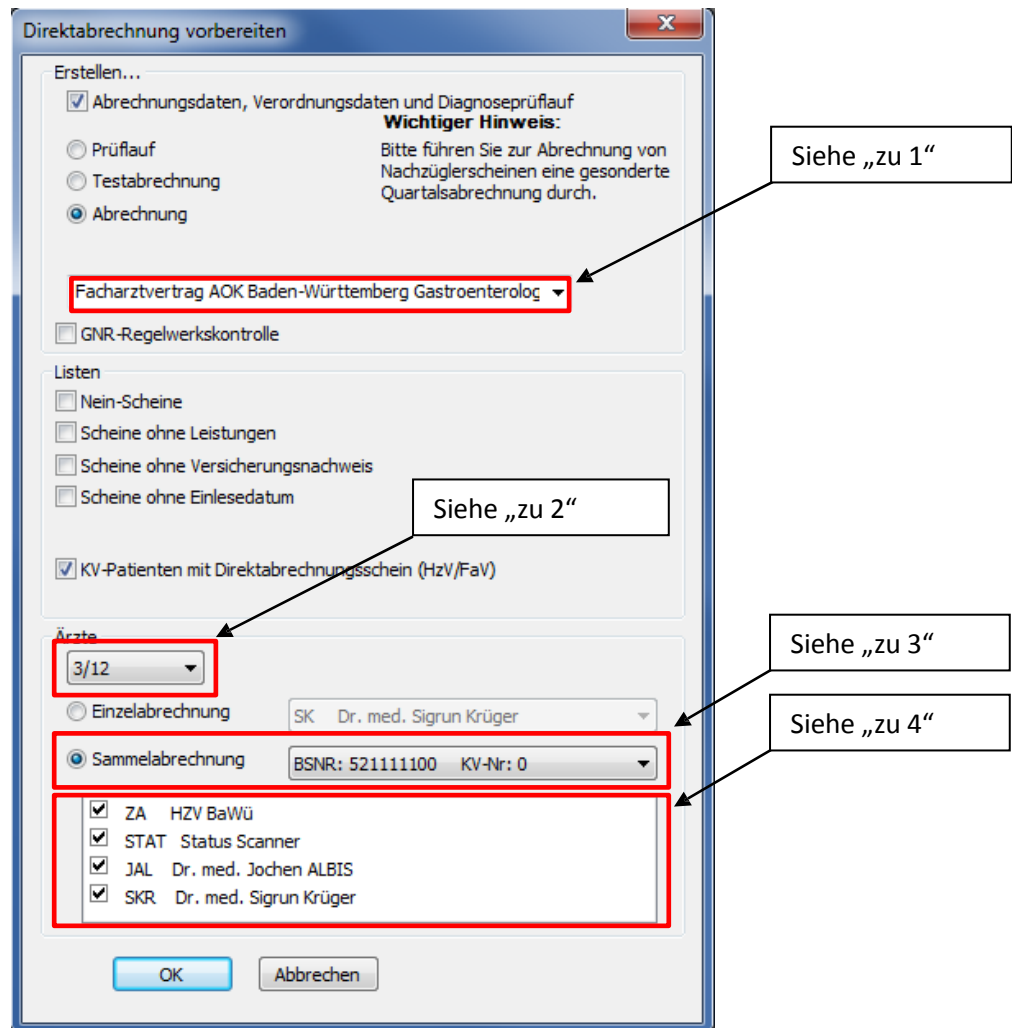 Direktabrechnung vorbereiten
Erstellen...
Abrechnungsdaten, Verordnungsdaten und Diagnoseprüflauf
Wichtiger Hinweis:
Bitte führen Sie zur Abrechnung von
Nachzüglerscheinen eine gesonderte
Quartalsabrechnung durch.
Prüflauf
Testabrechnung
Abrechnung
Siehe „zu 1“
Facharztvertrag AOK Baden-Württemberg Gastroenterolog
GNR-Regelwerkskontrolle
Listen
Nein-Scheine
Scheine ohne Leistungen
Scheine ohne Versicherungsnachweis
Scheine ohne Einlesedatum
Siehe „zu 2“
KV-Patienten mit Direktabrechnungsschein (HzV/FaV)
Ärzte
3/12
Siehe „zu 3“
Einzelabrechnung SK Dr. med. Sigrun Krüger
Siehe „zu 4“
Sammelabrechnung BSNR: 521111100 KV-Nr: 0
ZA HZV BaWü
STAT Status Scanner
JAL Dr. med. Jochen ALBIS
SKR Dr. med. Sigrun Krüger
OK Abbrechen